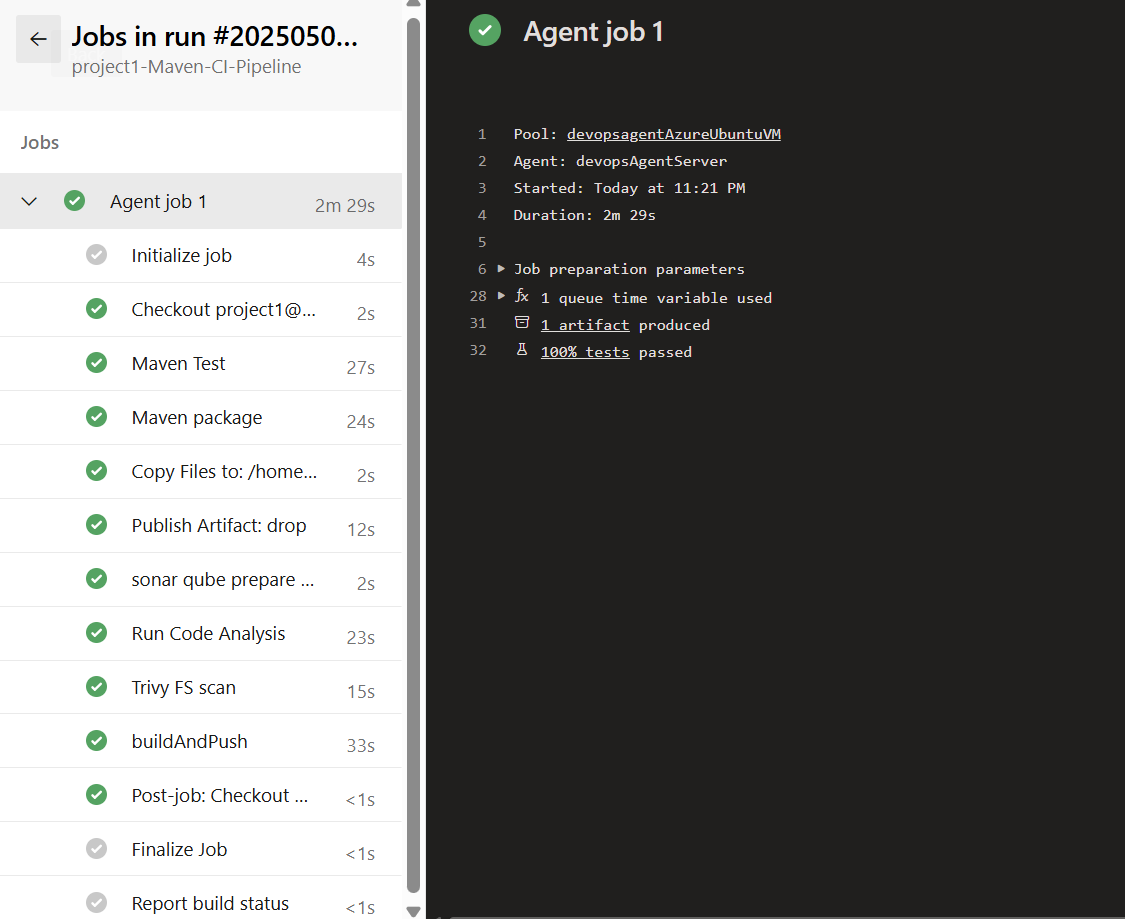 Jobs in run #2025050...
project1-Maven-CI-Pipeline
Jobs
Agent job 1 2m 29s
Initialize job 4s
Checkout project1@... 2s
Maven Test 27s
Maven package 24s
Copy Files to: /home... 2s
Publish Artifact: drop 12s
sonar qube prepare ... 2s
Run Code Analysis 23s
Trivy FS scan 15s
buildAndPush 33s
Post-job: Checkout ... <1s
Finalize Job <1s
Report build status <1s
Agent job 1
1 Pool: devopsagentAzureUbuntuVM
2 Agent: devopsAgentServer
3 Started: Today at 11:21 PM
4 Duration: 2m 29s
5
6 Job preparation parameters
28 fx 1 queue time variable used
31 1 artifact produced
32 100% tests passed